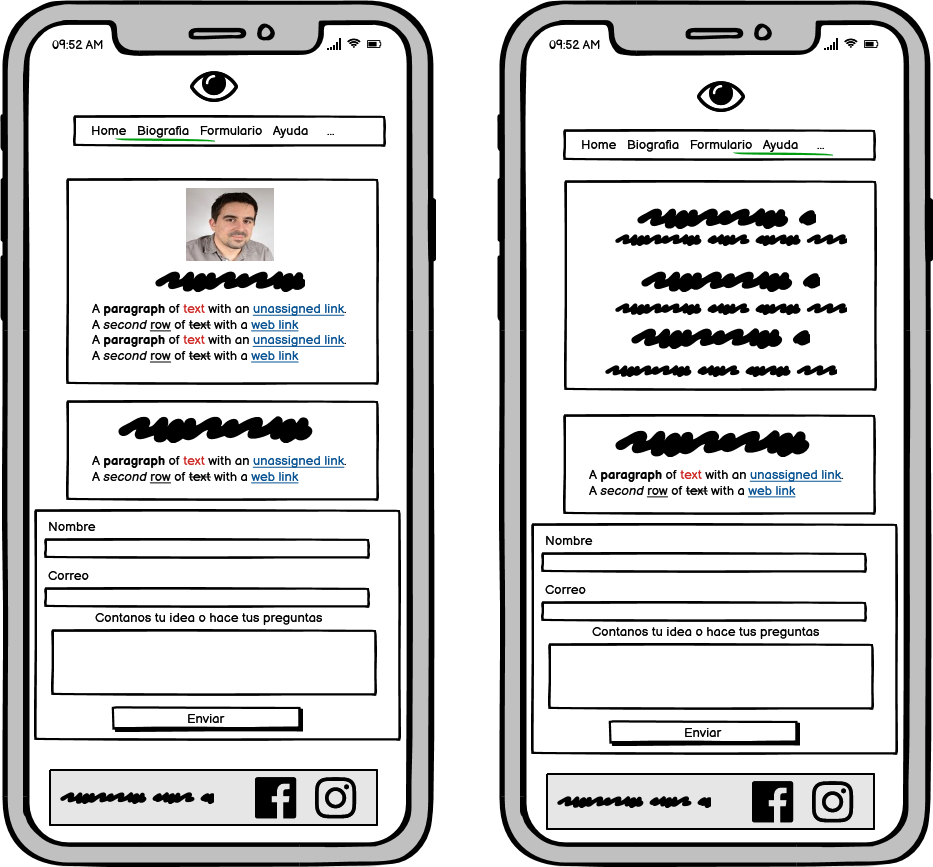 09:52 AM
Home Biografia Formulario Ayuda ...
A paragraph of text with an unassigned link.
A second row of text with a web link
A paragraph of text with an unassigned link.
A second row of text with a web link
A paragraph of text with an unassigned link.
A second row of text with a web link
Nombre
Correo
Contanos tu idea o hace tus preguntas
Enviar
09:52 AM
Home Biografia Formulario Ayuda ...
A paragraph of text with an unassigned link.
A second row of text with a web link
Nombre
Correo
Contanos tu idea o hace tus preguntas
Enviar